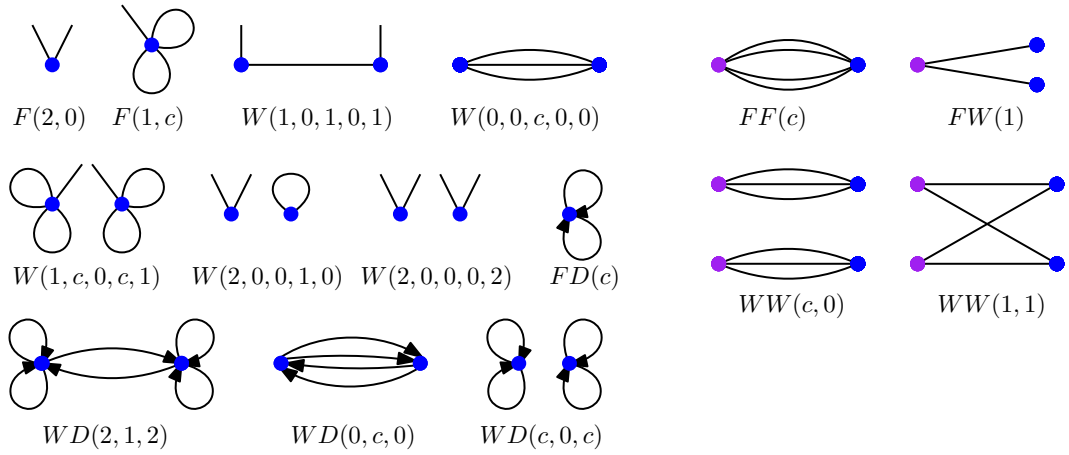 F(2,0) F(1,c) W(1,0,1,0,1) W(0,0,c,0,0) FF(c) FW(1)
W(1,c,0,c,1) W(2,0,0,1,0) W(2,0,0,0,2) FD(c)
WW(c,0) WW(1,1)
WD(2,1,2) WD(0,c,0) WD(c,0,c)